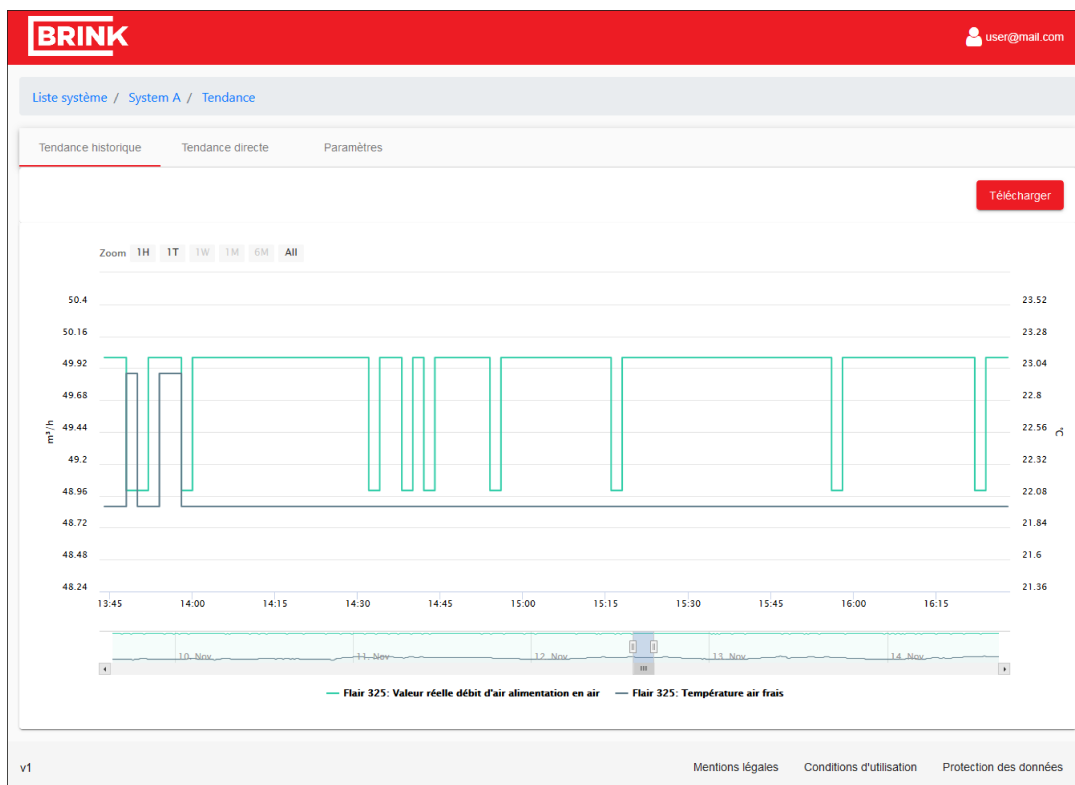 BRINK
user@mail.com
Liste système / System A / Tendance
Tendance historique Tendance directe Paramètres
Télécharger
Zoom 1H 1T 1W 1M 6M All
50.4 23.52
50.16 23.28
49.92 23.04
49.68 22.8
49.44 22.56
m³/h °C
49.2 22.32
48.96 22.08
48.72 21.84
48.48 21.6
48.24 21.36
13:45 14:00 14:15 14:30 14:45 15:00 15:15 15:30 15:45 16:00 16:15
10. Nov 11. Nov 12. Nov 13. Nov 14. Nov
Flair 325: Valeur réelle débit d'air alimentation en air Flair 325: Température air frais
v1 Mentions légales Conditions d'utilisation Protection des données